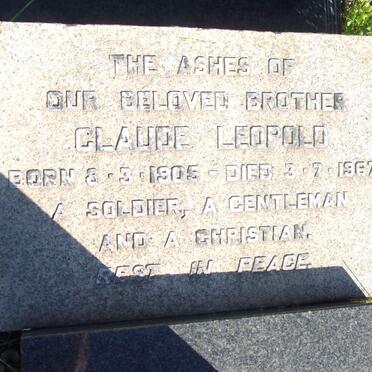 THE ASHES OF
OUR BELOVED BROTHER
CLAUDE LEOPOLD
BORN 8·3·1905 - DIED 3·7·1967
A SOLDIER, A GENTLEMAN
AND A CHRISTIAN.
REST IN PEACE.